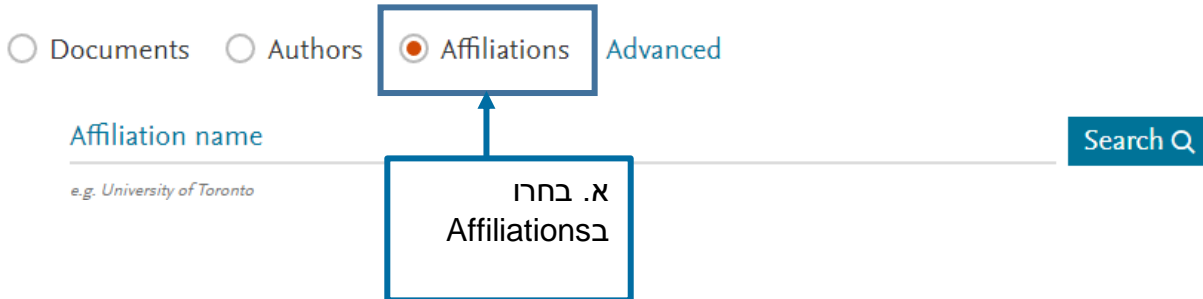 Documents Authors Affiliations Advanced
Affiliation name
Search
e.g. University of Toronto
א. בחרו
בAffiliations